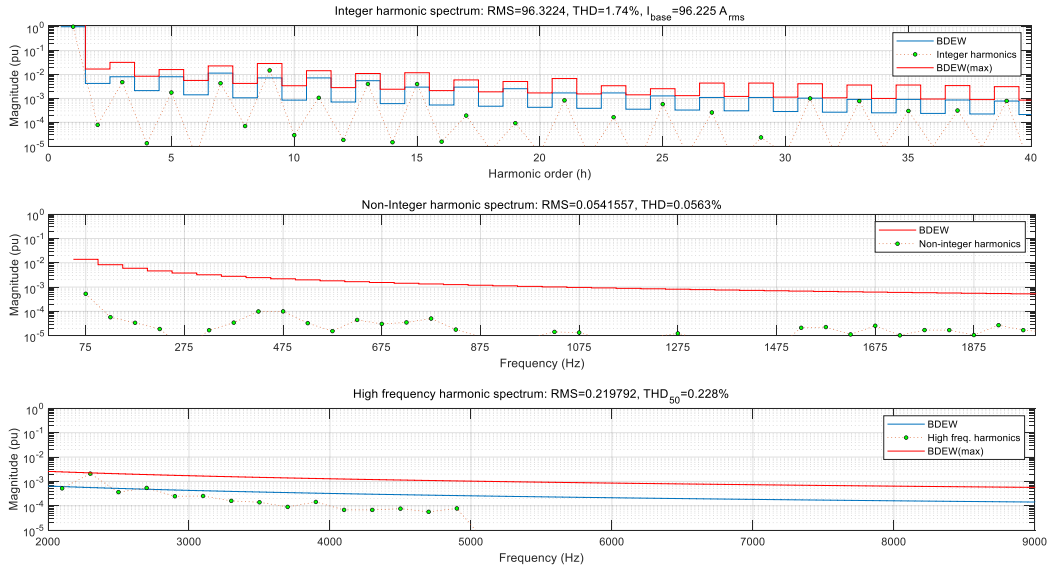 Integer harmonic spectrum: RMS=96.3224, THD=1.74%, I_base=96.225 A_rms
10^0
10^-1
10^-2
10^-3
10^-4
10^-5
Magnitude (pu)
BDEW
Integer harmonics
BDEW(max)
0 5 10 15 20 25 30 35 40
Harmonic order (h)
Non-Integer harmonic spectrum: RMS=0.0541557, THD=0.0563%
10^0
10^-1
10^-2
10^-3
10^-4
10^-5
Magnitude (pu)
BDEW
Non-integer harmonics
75 275 475 675 875 1075 1275 1475 1675 1875
Frequency (Hz)
High frequency harmonic spectrum: RMS=0.219792, THD_50=0.228%
10^0
10^-1
10^-2
10^-3
10^-4
10^-5
Magnitude (pu)
BDEW
High freq. harmonics
BDEW(max)
2000 3000 4000 5000 6000 7000 8000 9000
Frequency (Hz)